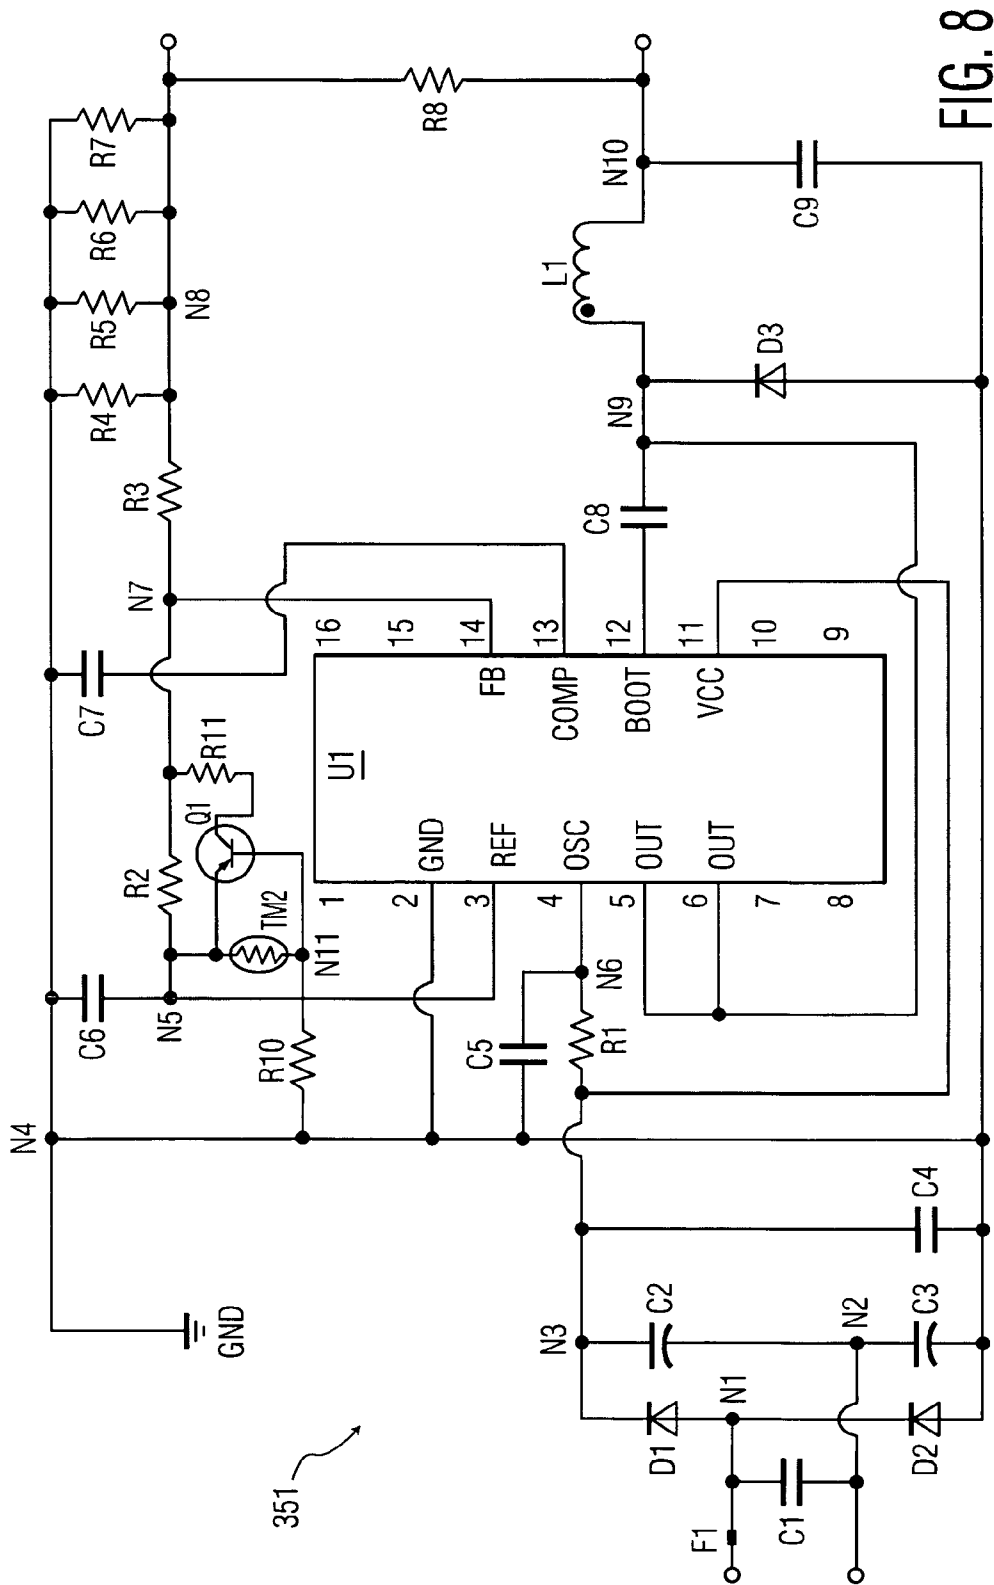 FIG. 8
351
N4
GND
C6
N5
R2
R10
TM2
N11
Q1
R11
C7
N7
R3
R4
R5
R6
R7
N8
R8
U1
1
2
3
4
5
6
7
8
GND
REF
OSC
OUT
OUT
16
15
14
13
12
11
10
9
FB
COMP
BOOT
VCC
C5
N6
R1
C8
N9
L1
N10
D3
C9
N3
C2
C4
N2
C3
D1
N1
D2
F1
C1